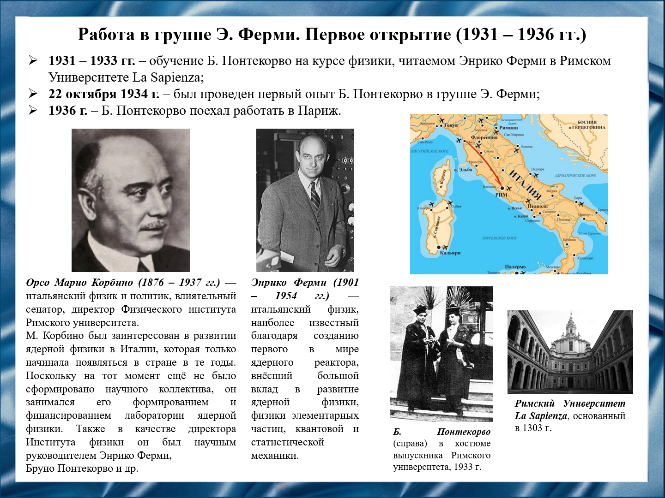 Работа в группе Э. Ферми. Первое открытие (1931 – 1936 гг.)
➢ 1931 – 1933 гг. – обучение Б. Понтекорво на курсе физики, читаемом Энрико Ферми в Римском
Университете La Sapienza;
➢ 22 октября 1934 г. – был проведен первый опыт Б. Понтекорво в группе Э. Ферми;
➢ 1936 г. – Б. Понтекорво поехал работать в Париж.
Флоренция
Римини
БОСНИЯ
И ГЕРЦЕГОВИНА
о. Эльба
ИТАЛИЯ
РИМ
Кальяри
Палермо
Орсо Марио Корбино (1876 – 1937 гг.) —
итальянский физик и политик, влиятельный
сенатор, директор Физического института
Римского университета.
М. Корбино был заинтересован в развитии
ядерной физики в Италии, которая только
начинала появляться в стране в те годы.
Поскольку на тот момент ещё не было
сформировано научного коллектива, он
занимался его формированием и
финансированием лаборатории ядерной
физики. Также в качестве директора
Института физики он был научным
руководителем Энрико Ферми,
Бруно Понтекорво и др.
Энрико Ферми (1901
– 1954 гг.) —
итальянский физик,
наиболее известный
благодаря созданию
первого в мире
ядерного реактора,
внёсший большой
вклад в развитие
ядерной физики,
физики элементарных
частиц, квантовой и
статистической
механики.
Б. Понтекорво
(справа) в костюме
выпускника Римского
университета, 1933 г.
Римский Университет
La Sapienza, основанный
в 1303 г.